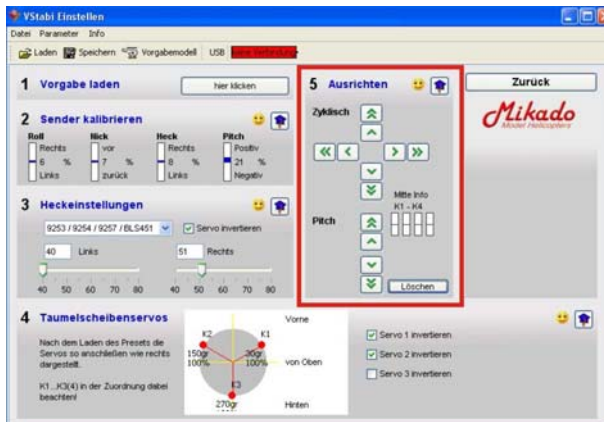 VStabi Einstellen
Datei Parameter Info
Laden Speichern Vorgabemodell USB keine Verbindung
1 Vorgabe laden
hier klicken
2 Sender kalibrieren
Roll Nick Heck Pitch
Rechts vor Rechts Positiv
6 % 7 % 8 % 21 %
Links zurück Links Negativ
3 Heckeinstellungen
9253 / 9254 / 9257 / BLS451
Servo invertieren
40 Links 51 Rechts
40 50 60 70 80 40 50 60 70 80
5 Ausrichten
Zyklisch
Mitte Info
K1 - K4
Pitch
Löschen
Zurück
Mikado
Model Helicopters
4 Taumelscheibenservos
Nach dem Laden des Presets die
Servos so anschließen wie rechts
dargestellt.
K1...K3(4) in der Zuordnung dabei
beachten!
Vorne
K2 K1
150gr 30gr
100% 100% von Oben
K3
270gr Hinten
Servo 1 invertieren
Servo 2 invertieren
Servo 3 invertieren